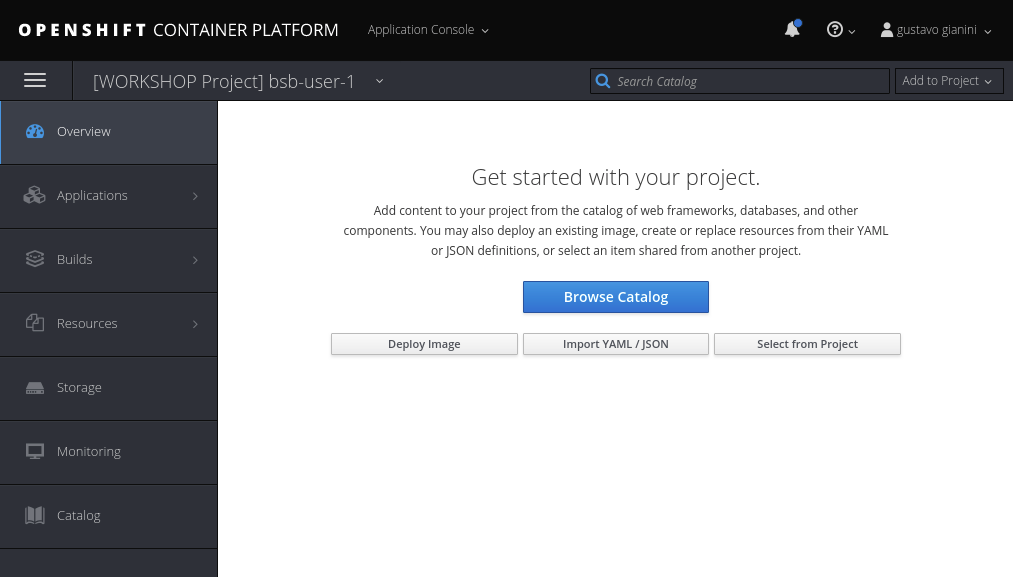 OPENSHIFT CONTAINER PLATFORM
Application Console
gustavo gianini
[WORKSHOP Project] bsb-user-1
Search Catalog
Add to Project
Overview
Applications
Builds
Resources
Storage
Monitoring
Catalog
Get started with your project.
Add content to your project from the catalog of web frameworks, databases, and other
components. You may also deploy an existing image, create or replace resources from their YAML
or JSON definitions, or select an item shared from another project.
Browse Catalog
Deploy Image
Import YAML / JSON
Select from Project